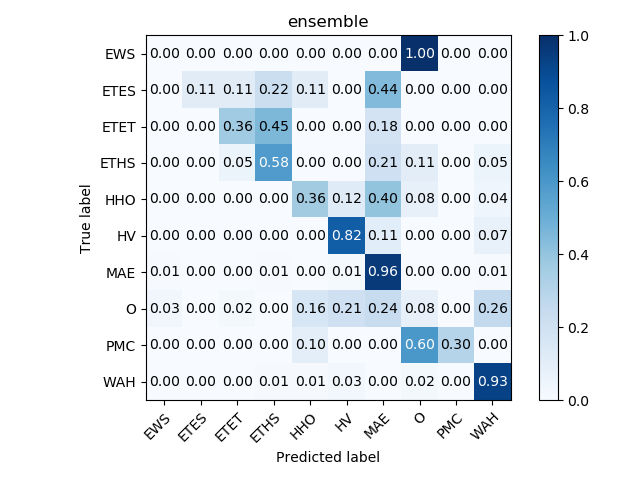 ensemble
True label
EWS 0.00 0.00 0.00 0.00 0.00 0.00 0.00 1.00 0.00 0.00
ETES 0.00 0.11 0.11 0.22 0.11 0.00 0.44 0.00 0.00 0.00
ETET 0.00 0.00 0.36 0.45 0.00 0.00 0.18 0.00 0.00 0.00
ETHS 0.00 0.00 0.05 0.58 0.00 0.00 0.21 0.11 0.00 0.05
HHO 0.00 0.00 0.00 0.00 0.36 0.12 0.40 0.08 0.00 0.04
HV 0.00 0.00 0.00 0.00 0.00 0.82 0.11 0.00 0.00 0.07
MAE 0.01 0.00 0.00 0.01 0.00 0.01 0.96 0.00 0.00 0.01
O 0.03 0.00 0.02 0.00 0.16 0.21 0.24 0.08 0.00 0.26
PMC 0.00 0.00 0.00 0.00 0.10 0.00 0.00 0.60 0.30 0.00
WAH 0.00 0.00 0.00 0.01 0.01 0.03 0.00 0.02 0.00 0.93
EWS ETES ETET ETHS HHO HV MAE O PMC WAH
Predicted label
1.0
0.8
0.6
0.4
0.2
0.0